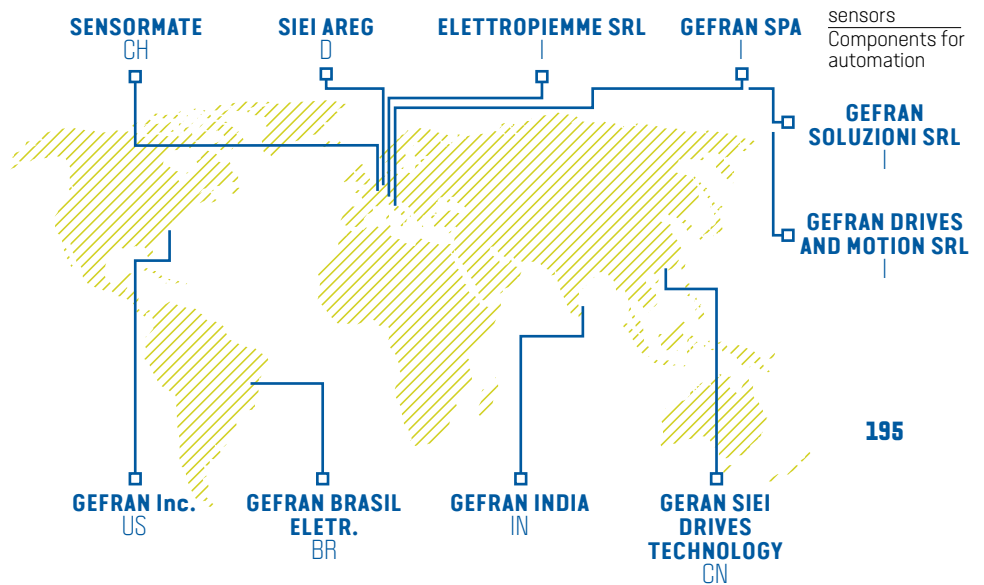 SENSORMATE
CH
SIEI AREG
D
ELETTROPIEMME SRL
I
GEFRAN SPA
I
sensors
Components for
automation
GEFRAN
SOLUZIONI SRL
I
GEFRAN DRIVES
AND MOTION SRL
I
195
GEFRAN Inc.
US
GEFRAN BRASIL
ELETR.
BR
GEFRAN INDIA
IN
GERAN SIEI
DRIVES
TECHNOLOGY
CN